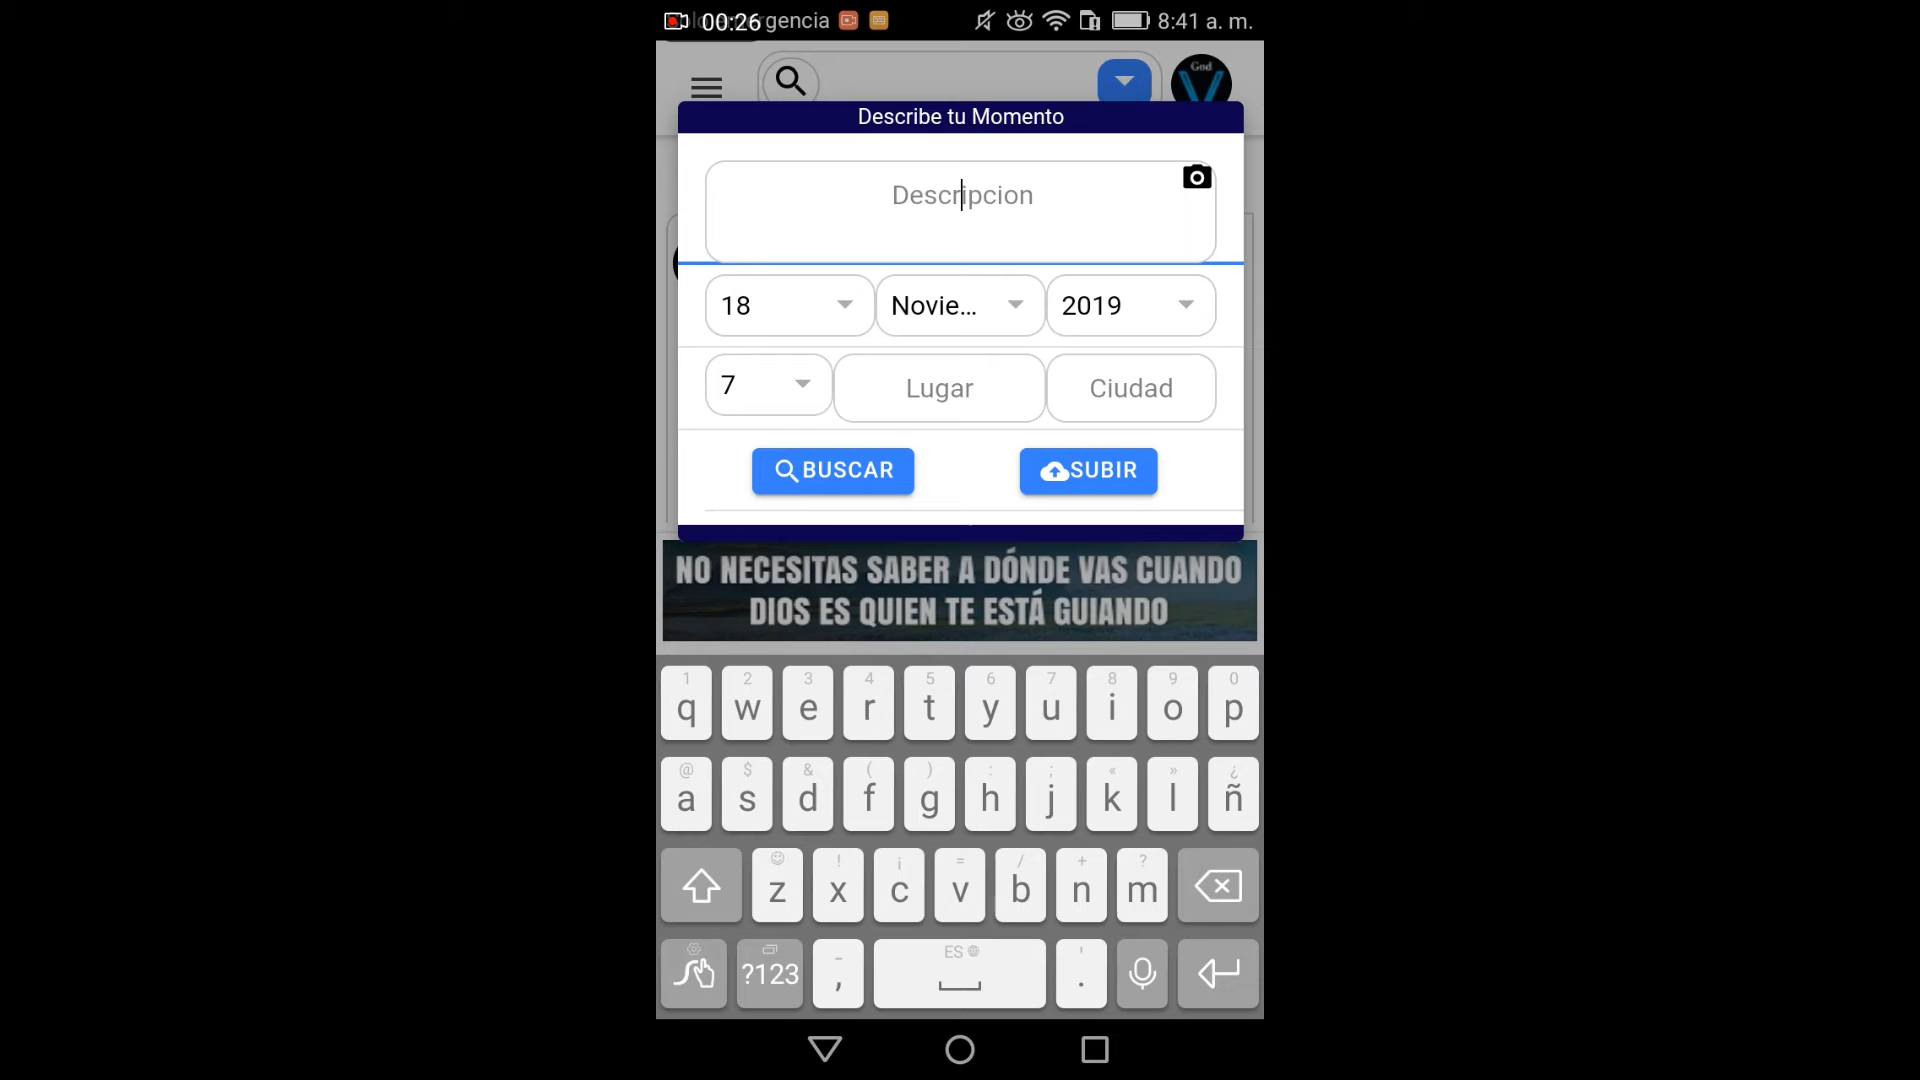 00:26 rgencia 8:41 a. m.
God
Describe tu Momento
Descripcion
18 Novie... 2019
7 Lugar Ciudad
BUSCAR SUBIR
NO NECESITAS SABER A DÓNDE VAS CUANDO
DIOS ES QUIEN TE ESTÁ GUIANDO
1 2 3 4 5 6 7 8 9 0
q w e r t y u i o p
@ $ & ( ) : ; « » ¿
a s d f g h j k l ñ
! ¡ = / + ?
z x c v b n m
- ES '
?123 , .